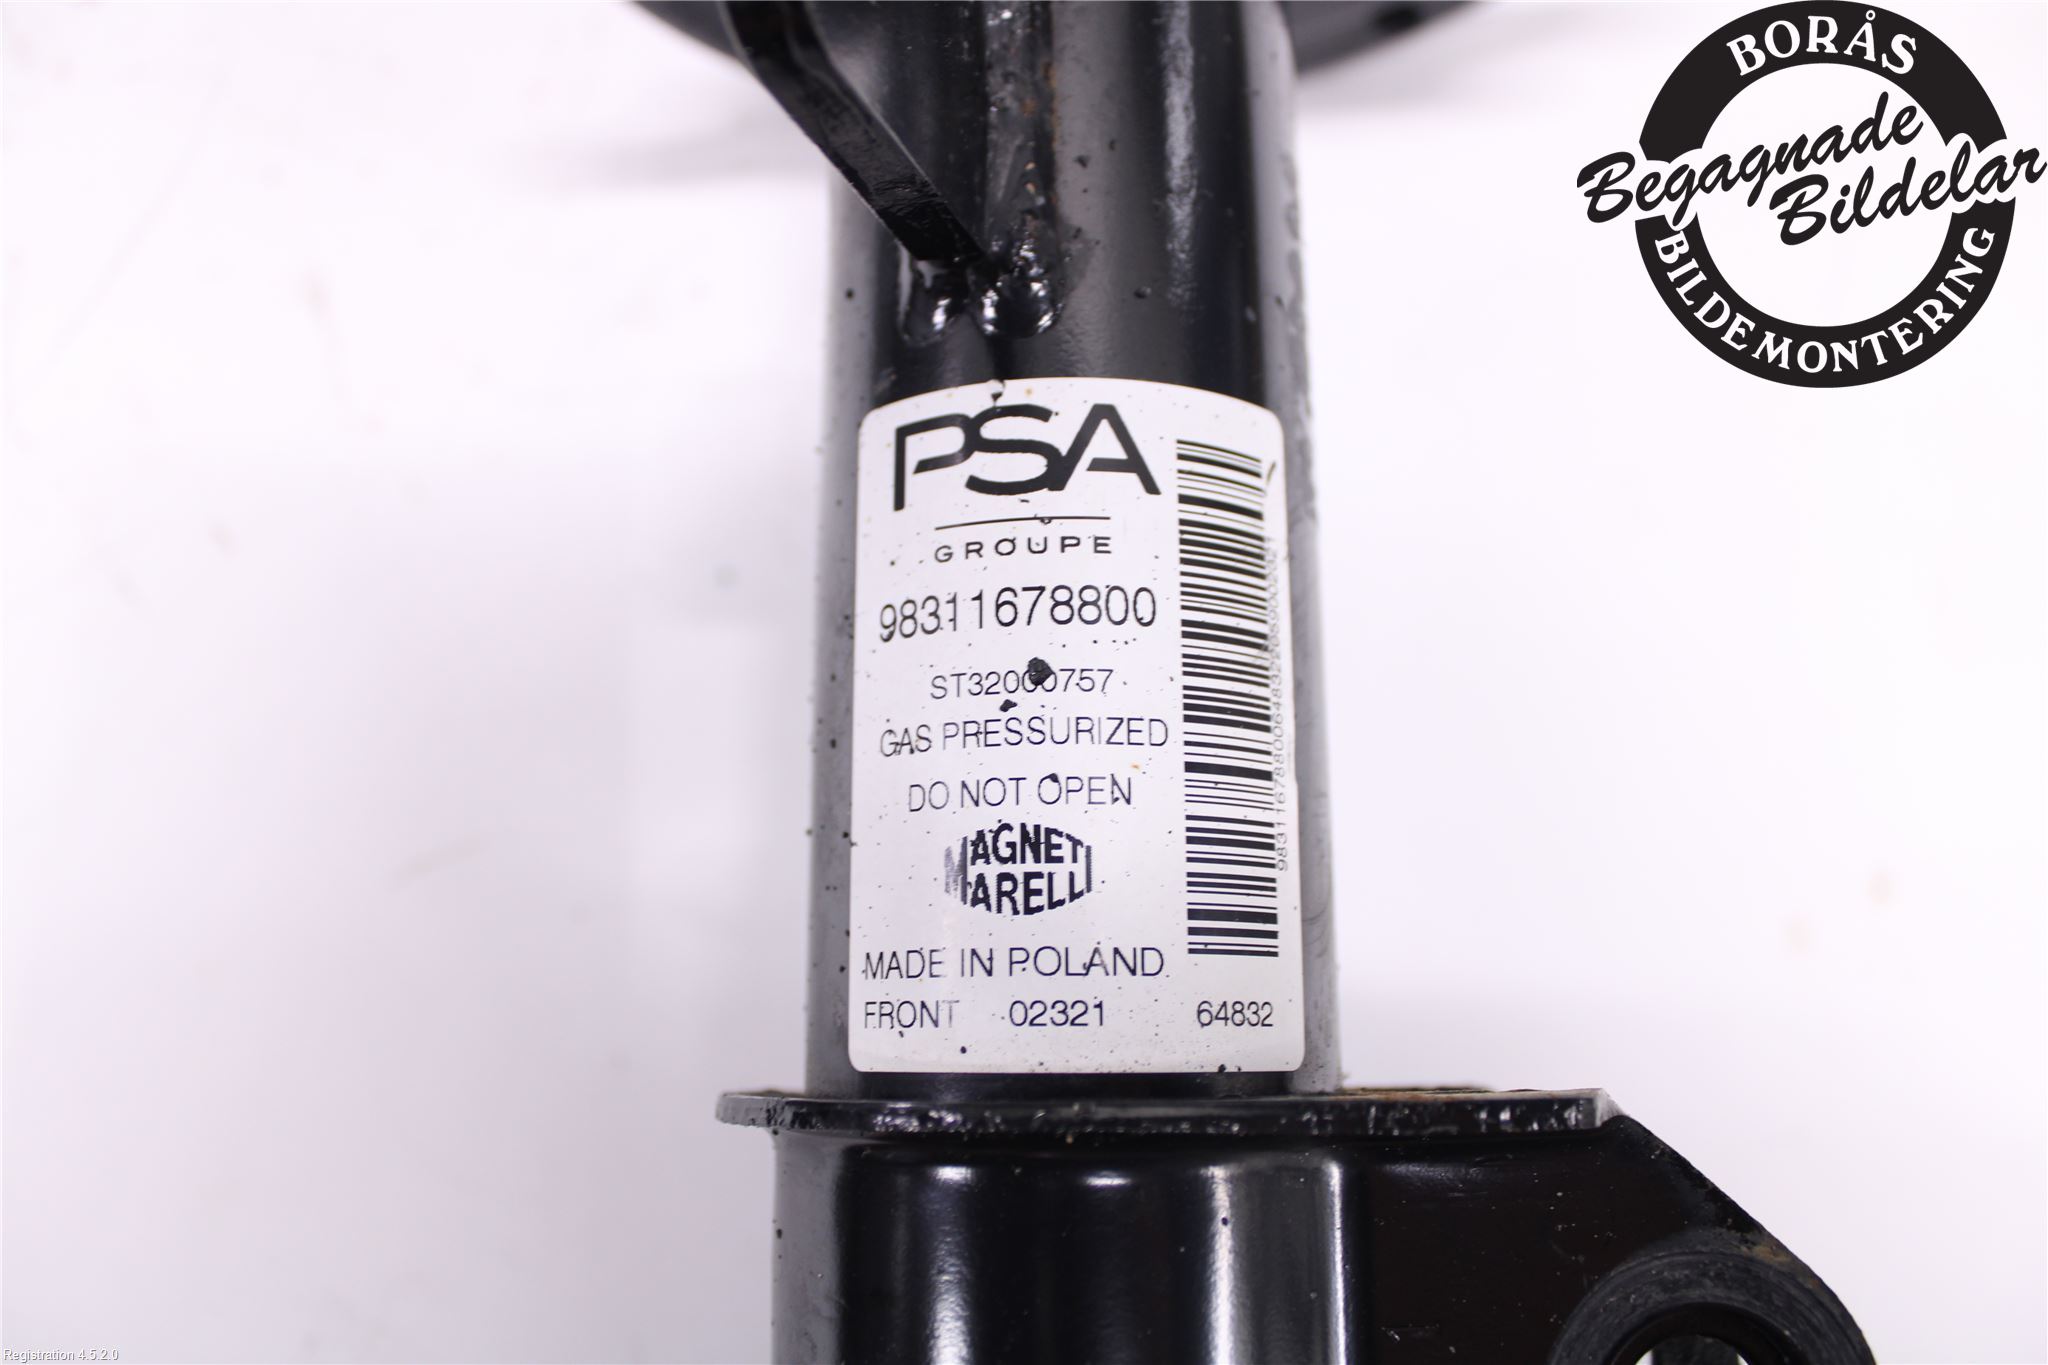 BORÅS
Begagnade
Bildelar
BILDEMONTERING
PSA
GROUPE
98311678800
ST32000757
GAS PRESSURIZED
DO NOT OPEN
MAGNETI
MARELLI
MADE IN POLAND
FRONT 02321 64832
Registration 4.5.2.0